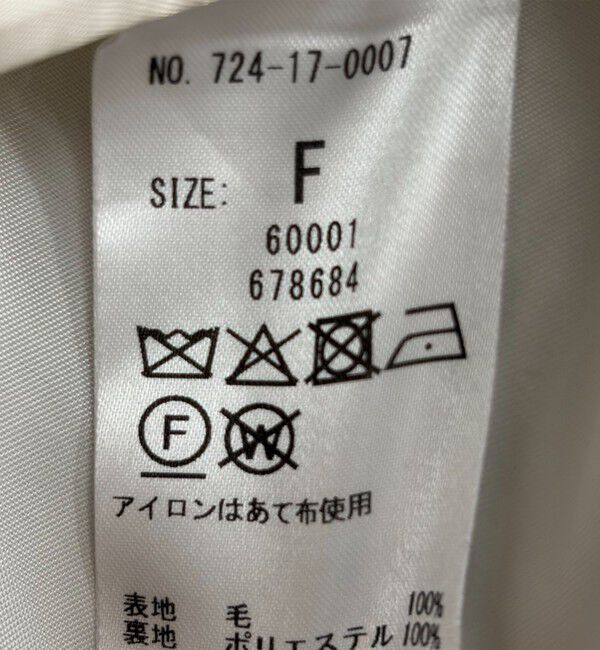 NO. 724-17-0007
SIZE: F
60001
678684
F W
アイロンはあて布使用
表地 毛 100%
裏地 ポリエステル 100%